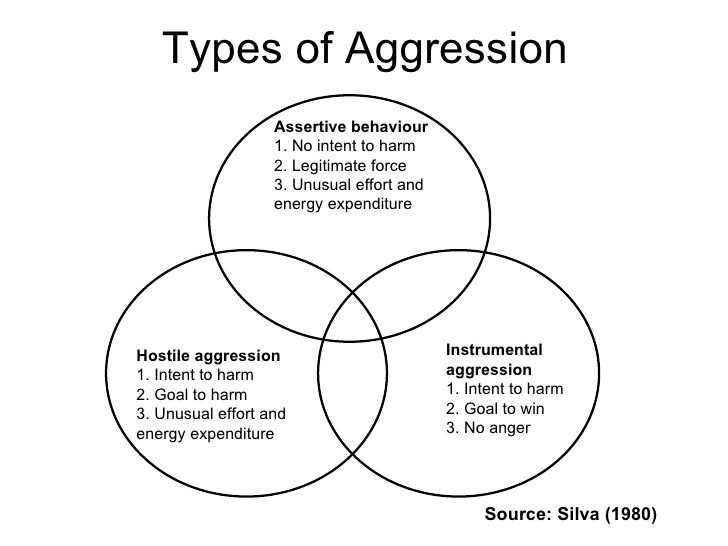 Types of Aggression
Assertive behaviour
1. No intent to harm
2. Legitimate force
3. Unusual effort and
energy expenditure
Hostile aggression
1. Intent to harm
2. Goal to harm
3. Unusual effort and
energy expenditure
Instrumental
aggression
1. Intent to harm
2. Goal to win
3. No anger
Source: Silva (1980)